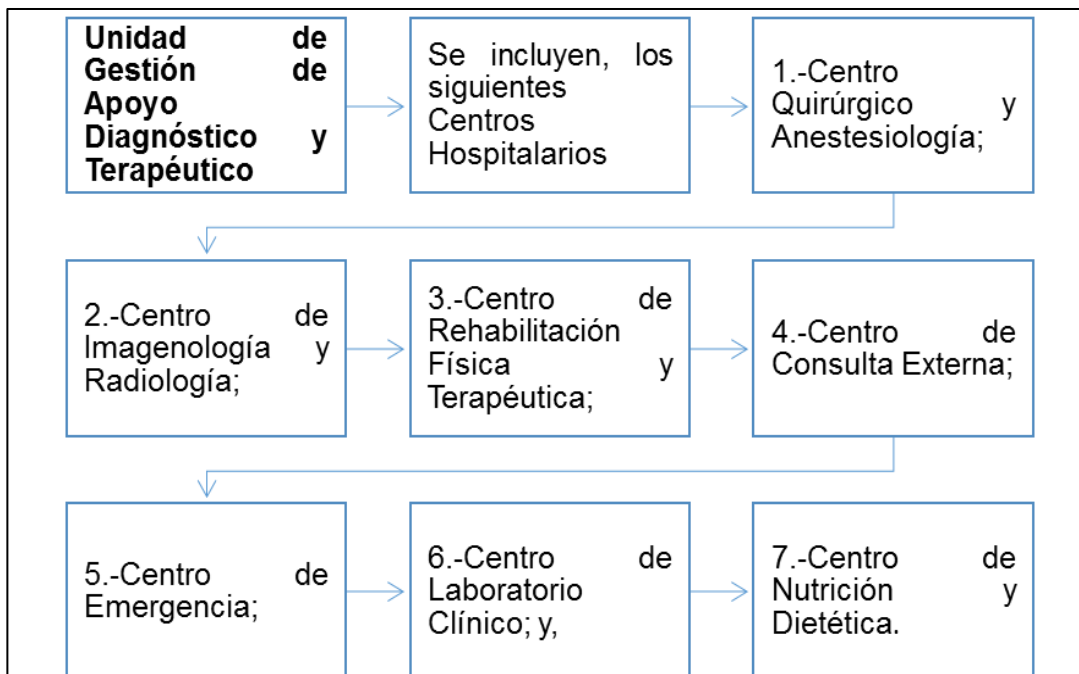 Unidad de
Gestión de
Apoyo
Diagnóstico y
Terapéutico
Se incluyen, los
siguientes
Centros
Hospitalarios
1.-Centro
Quirúrgico y
Anestesiología;
2.-Centro de
Imagenología y
Radiología;
3.-Centro de
Rehabilitación
Física y
Terapéutica;
4.-Centro de
Consulta Externa;
5.-Centro de
Emergencia;
6.-Centro de
Laboratorio
Clínico; y,
7.-Centro de
Nutrición y
Dietética.